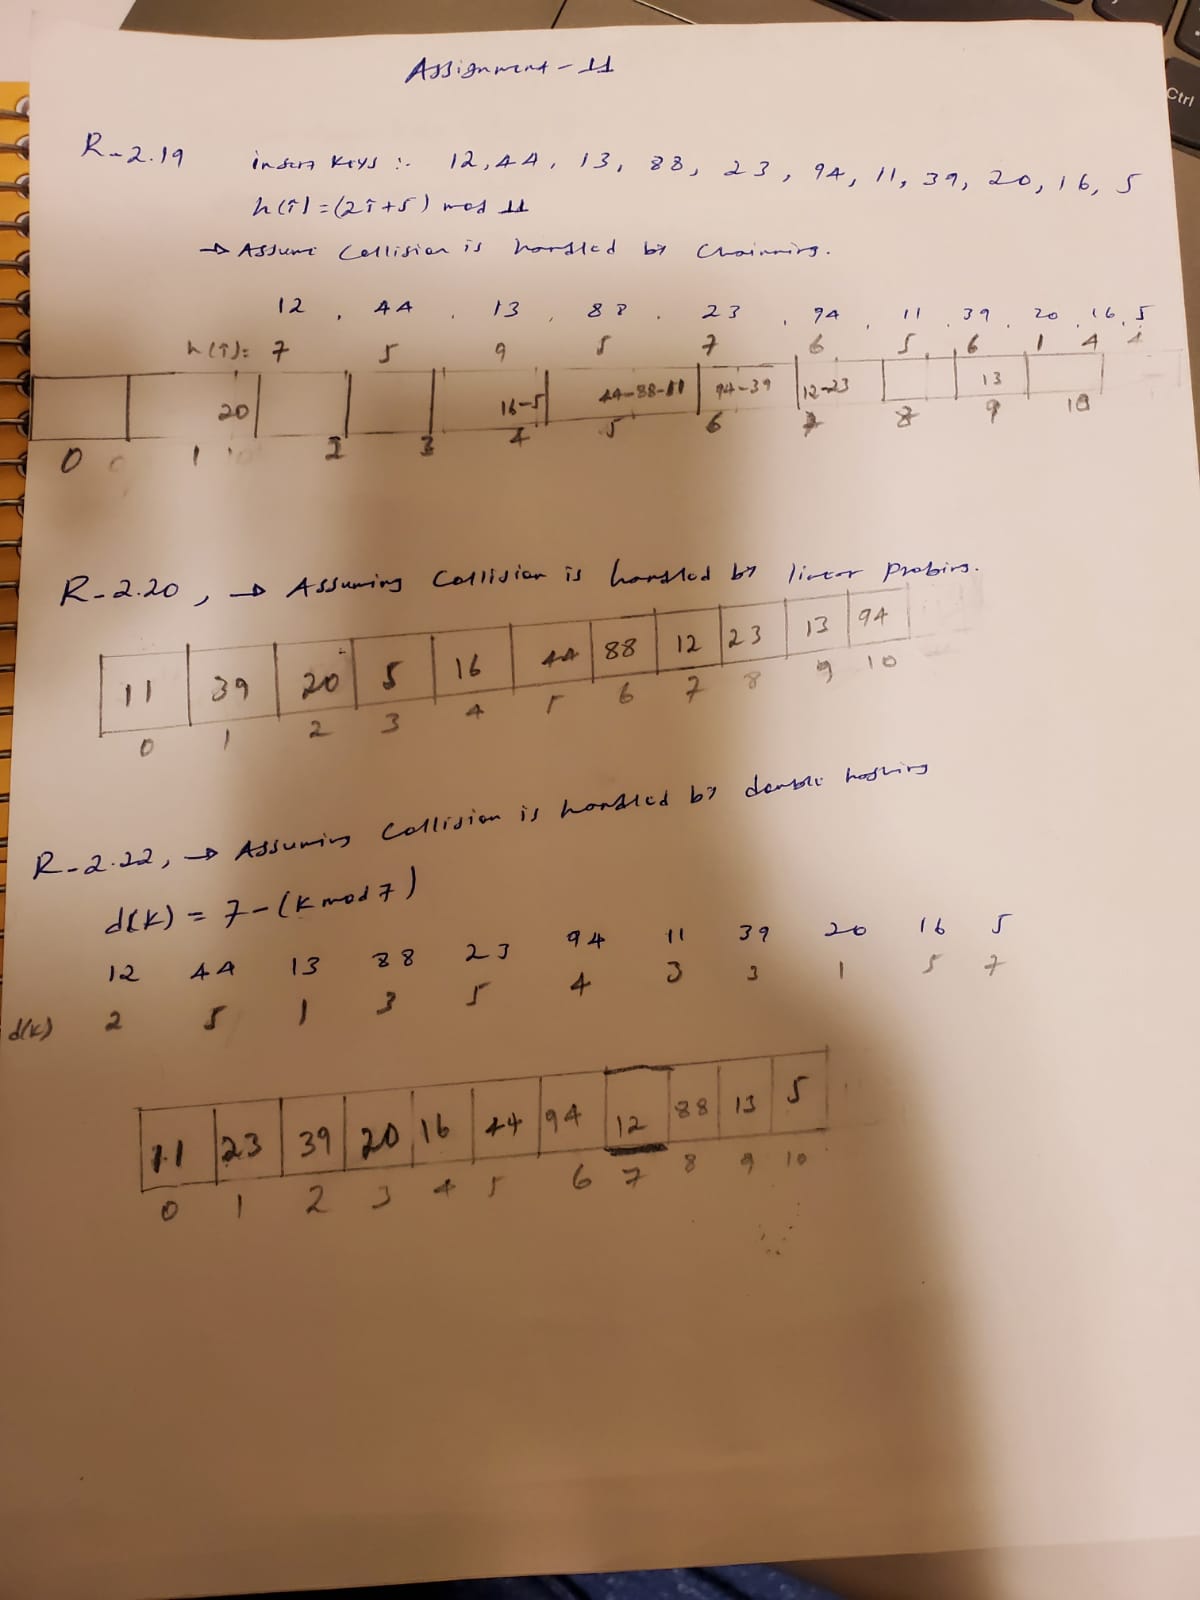 Assignment - 11
R-2.19 insert keys :- 12, 44, 13, 88, 23, 94, 11, 39, 20, 16, 5
h(i) = (2i+5) mod 11
→ Assume Collision is handled by Chainning.
12 , 44 , 13 , 88 , 23 , 94 , 11 , 39 , 20 , 16 , 5
h(i): 7 5 9 5 7 6 5 6 1 4 4
20 16-5 44-88-11 94-39 12-23 13
0 1 2 3 4 5 6 7 8 9 10
R-2.20 , → Assuming Collision is handled by linear Probing.
11 39 20 5 16 44 88 12 23 13 94
0 1 2 3 4 5 6 7 8 9 10
R-2.22, → Assuming Collision is handled by double hashing
d(k) = 7-(k mod 7)
12 44 13 88 23 94 11 39 20 16 5
d(k) 2 5 1 3 5 4 3 3 1 5 7
11 23 39 20 16 44 94 12 88 13 5
0 1 2 3 4 5 6 7 8 9 10
Ctrl